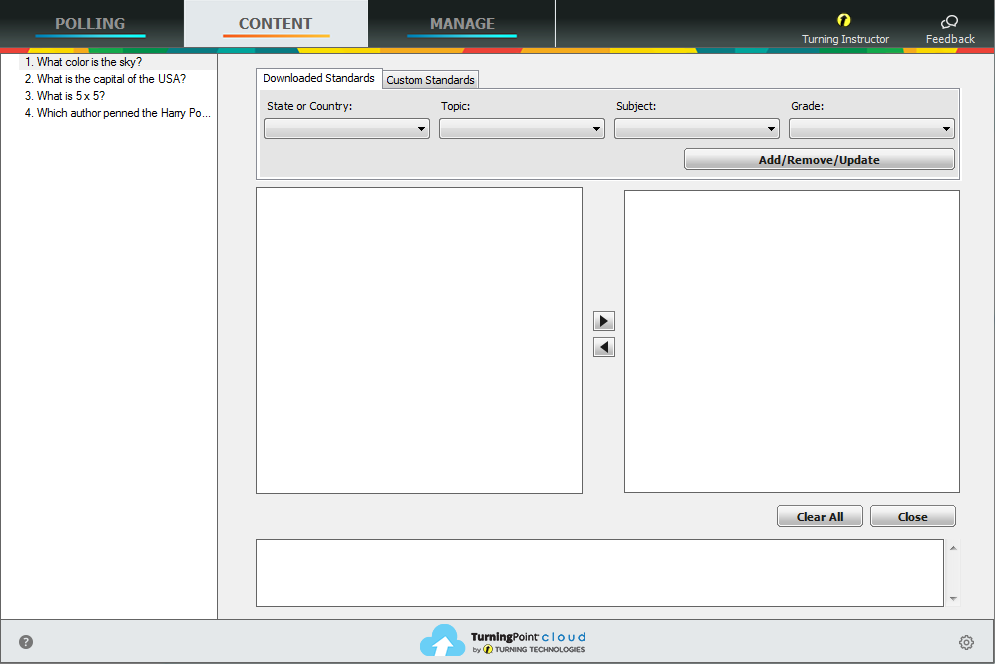 POLLING
CONTENT
MANAGE
Turning Instructor
Feedback
1. What color is the sky?
2. What is the capital of the USA?
3. What is 5 x 5?
4. Which author penned the Harry Po...
Downloaded Standards
Custom Standards
State or Country:
Topic:
Subject:
Grade:
Add/Remove/Update
Clear All
Close
?
TurningPoint cloud
by TURNING TECHNOLOGIES